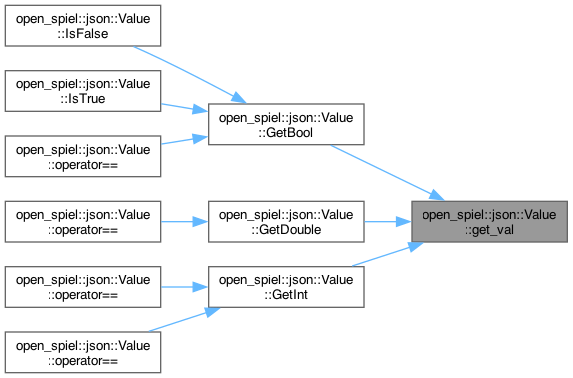 open_spiel::json::Value
::IsFalse
open_spiel::json::Value
::IsTrue
open_spiel::json::Value
::operator==
open_spiel::json::Value
::operator==
open_spiel::json::Value
::operator==
open_spiel::json::Value
::operator==
open_spiel::json::Value
::GetBool
open_spiel::json::Value
::GetDouble
open_spiel::json::Value
::GetInt
open_spiel::json::Value
::get_val